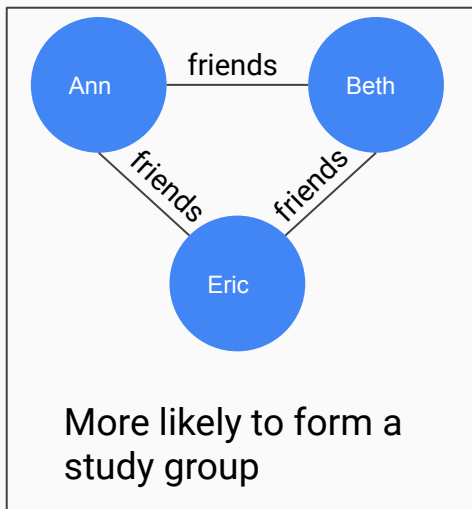 friends
Ann
Beth
friends
friends
Eric
More likely to form a
study group